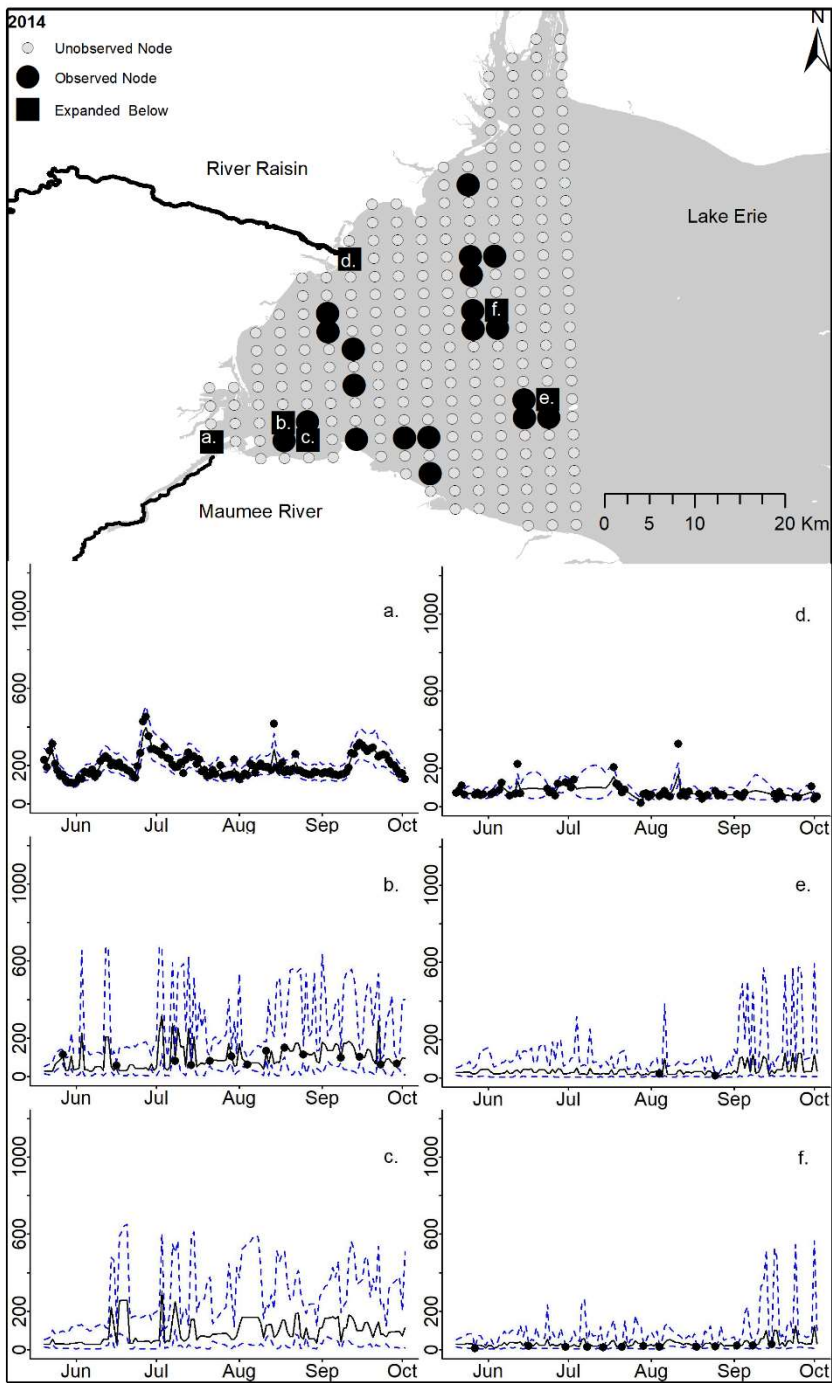 2014
N
Unobserved Node
Observed Node
Expanded Below
River Raisin
Lake Erie
d.
f.
e.
b.
a.
c.
Maumee River
0 5 10 20 Km
a.
0 200 600 1000
Jun Jul Aug Sep Oct
d.
0 200 600 1000
Jun Jul Aug Sep Oct
b.
0 200 600 1000
Jun Jul Aug Sep Oct
e.
0 200 600 1000
Jun Jul Aug Sep Oct
c.
0 200 600 1000
Jun Jul Aug Sep Oct
f.
0 200 600 1000
Jun Jul Aug Sep Oct